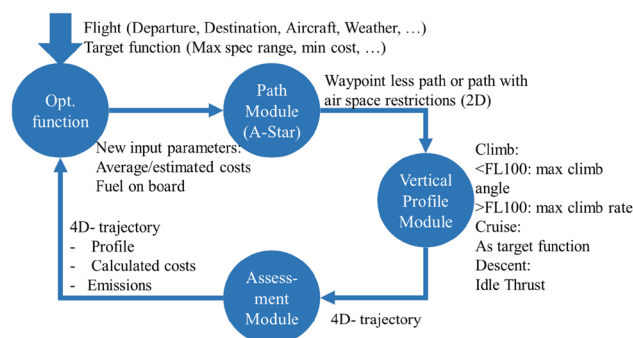 Flight (Departure, Destination, Aircraft, Weather, …)
Target function (Max spec range, min cost, …)
Opt.
function
Path
Module
(A-Star)
Waypoint less path or path with
air space restrictions (2D)
New input parameters:
Average/estimated costs
Fuel on board
Vertical
Profile
Module
Climb:
<FL100: max climb
angle
>FL100: max climb rate
Cruise:
As target function
Descent:
Idle Thrust
4D- trajectory
- Profile
- Calculated costs
- Emissions
Assess-
ment
Module
4D- trajectory